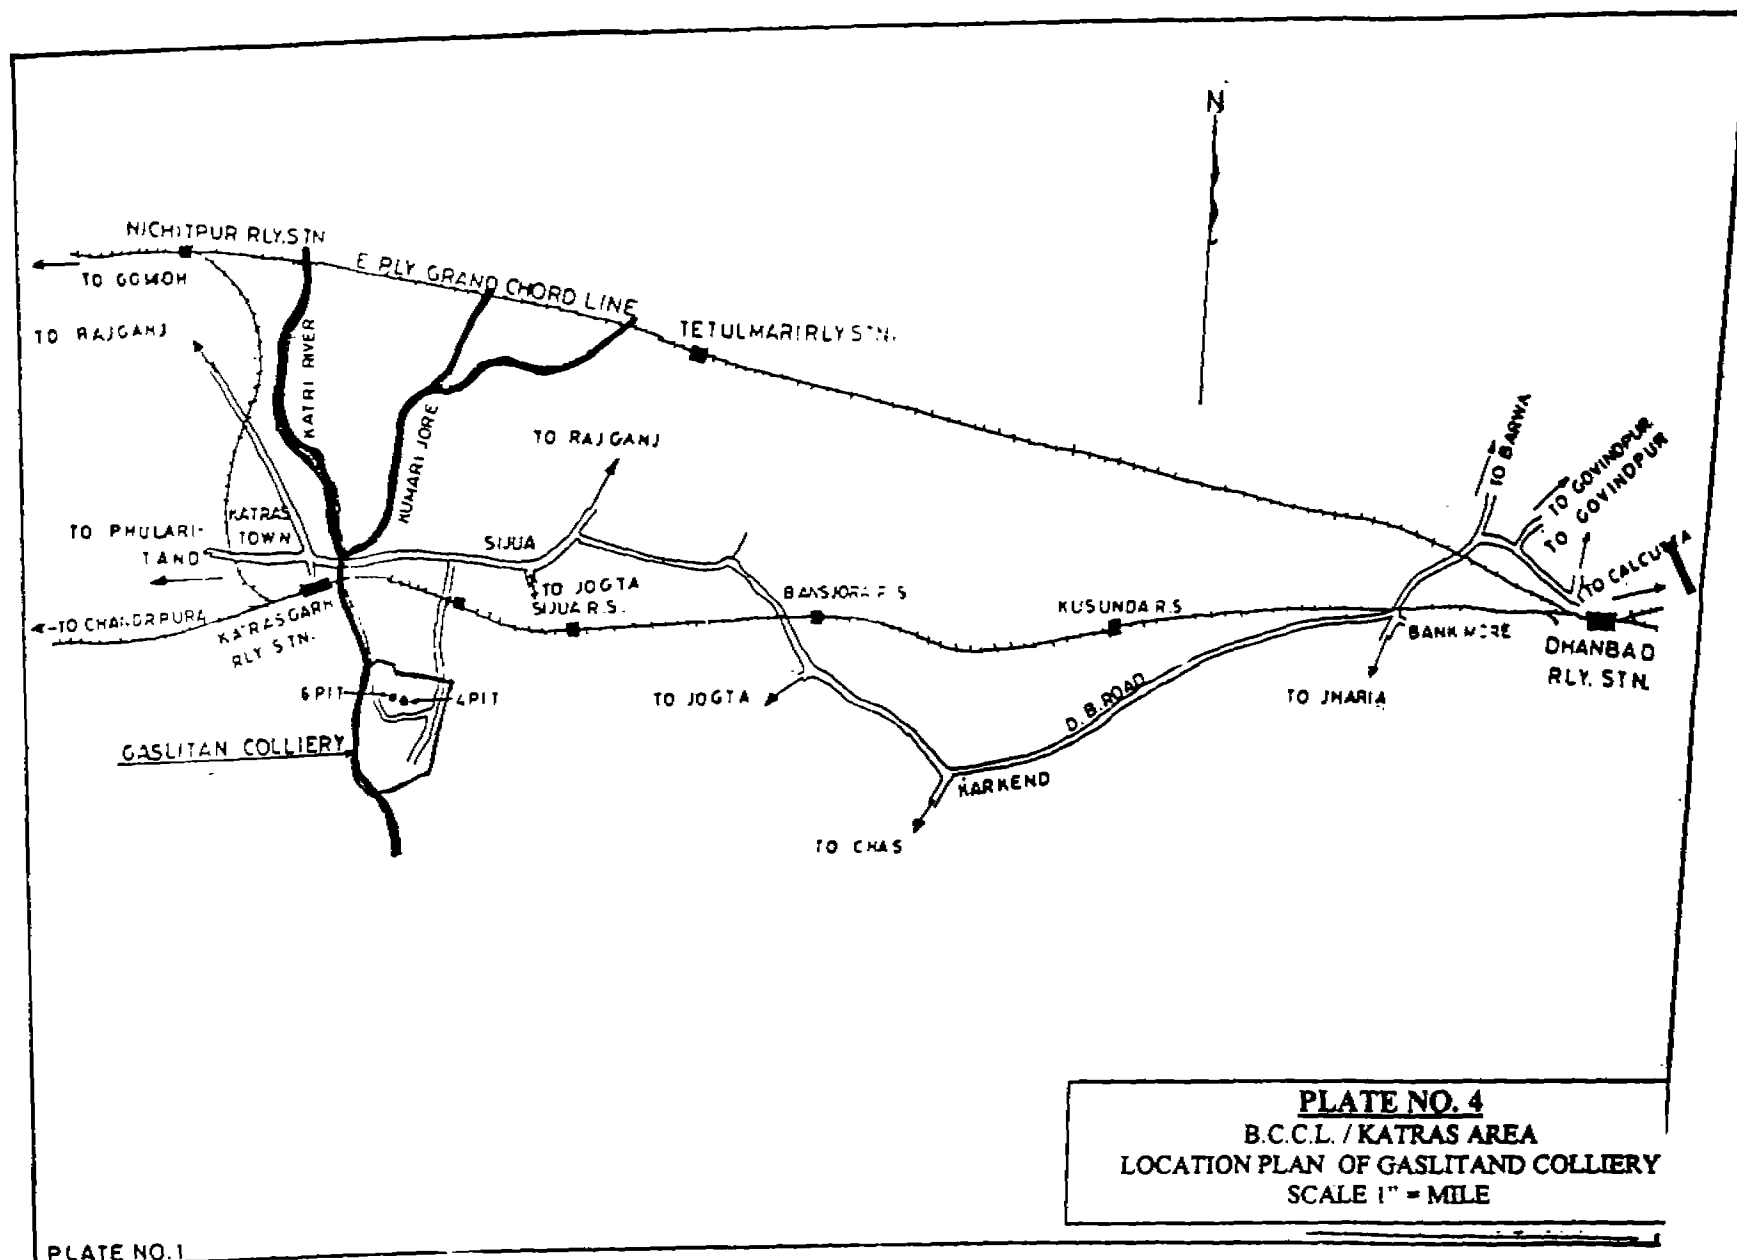 N
NICHITPUR RLY.STN
TO GOMOH
E RLY GRAND CHORD LINE
TO RAJGANJ
KATRI RIVER
TETULMARI RLY STN.
KUMARI JORE
TO RAJGANJ
TO BARWA
TO GOVINDPUR
TO GOVINDPUR
TO CALCUTTA
KATRAS
TOWN
TO PHULARI-
TAND
SIJUA
TO JOGTA
SIJUA R.S.
BANSJORA R S
KUSUNDA R.S
BANK MORE
DHANBAD
RLY. STN.
TO CHANDRPURA
KATRASGARH
RLY STN.
6 PIT
4 PIT
TO JOGTA
D.B.ROAD
TO JHARIA
GASLITAN COLLIERY
KARKEND
TO CHAS
PLATE NO. 4
B.C.C.L. / KATRAS AREA
LOCATION PLAN OF GASLITAND COLLIERY
SCALE 1" = MILE
PLATE NO.1